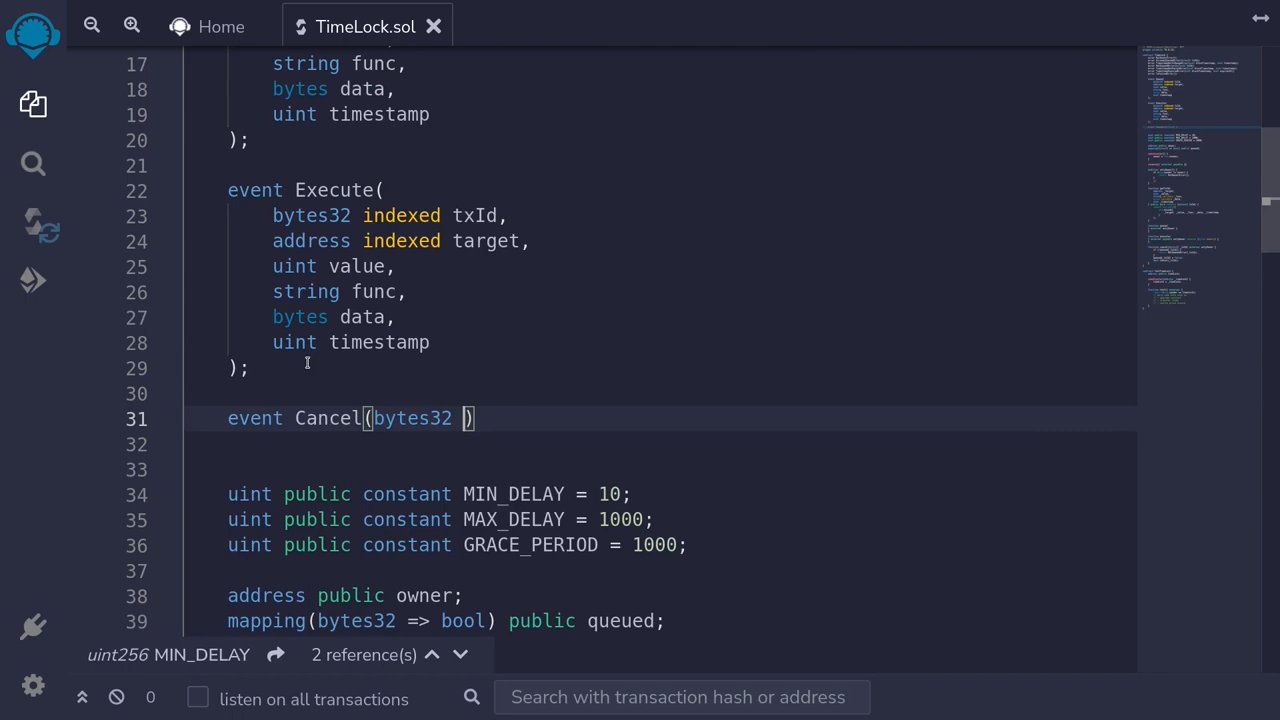 Home
TimeLock.sol
17 string func,
18 bytes data,
19 uint timestamp
20 );
21
22 event Execute(
23 bytes32 indexed txId,
24 address indexed target,
25 uint value,
26 string func,
27 bytes data,
28 uint timestamp
29 );
30
31 event Cancel(bytes32 )
32
33
34 uint public constant MIN_DELAY = 10;
35 uint public constant MAX_DELAY = 1000;
36 uint public constant GRACE_PERIOD = 1000;
37
38 address public owner;
39 mapping(bytes32 => bool) public queued;
uint256 MIN_DELAY 2 reference(s)
0 listen on all transactions Search with transaction hash or address